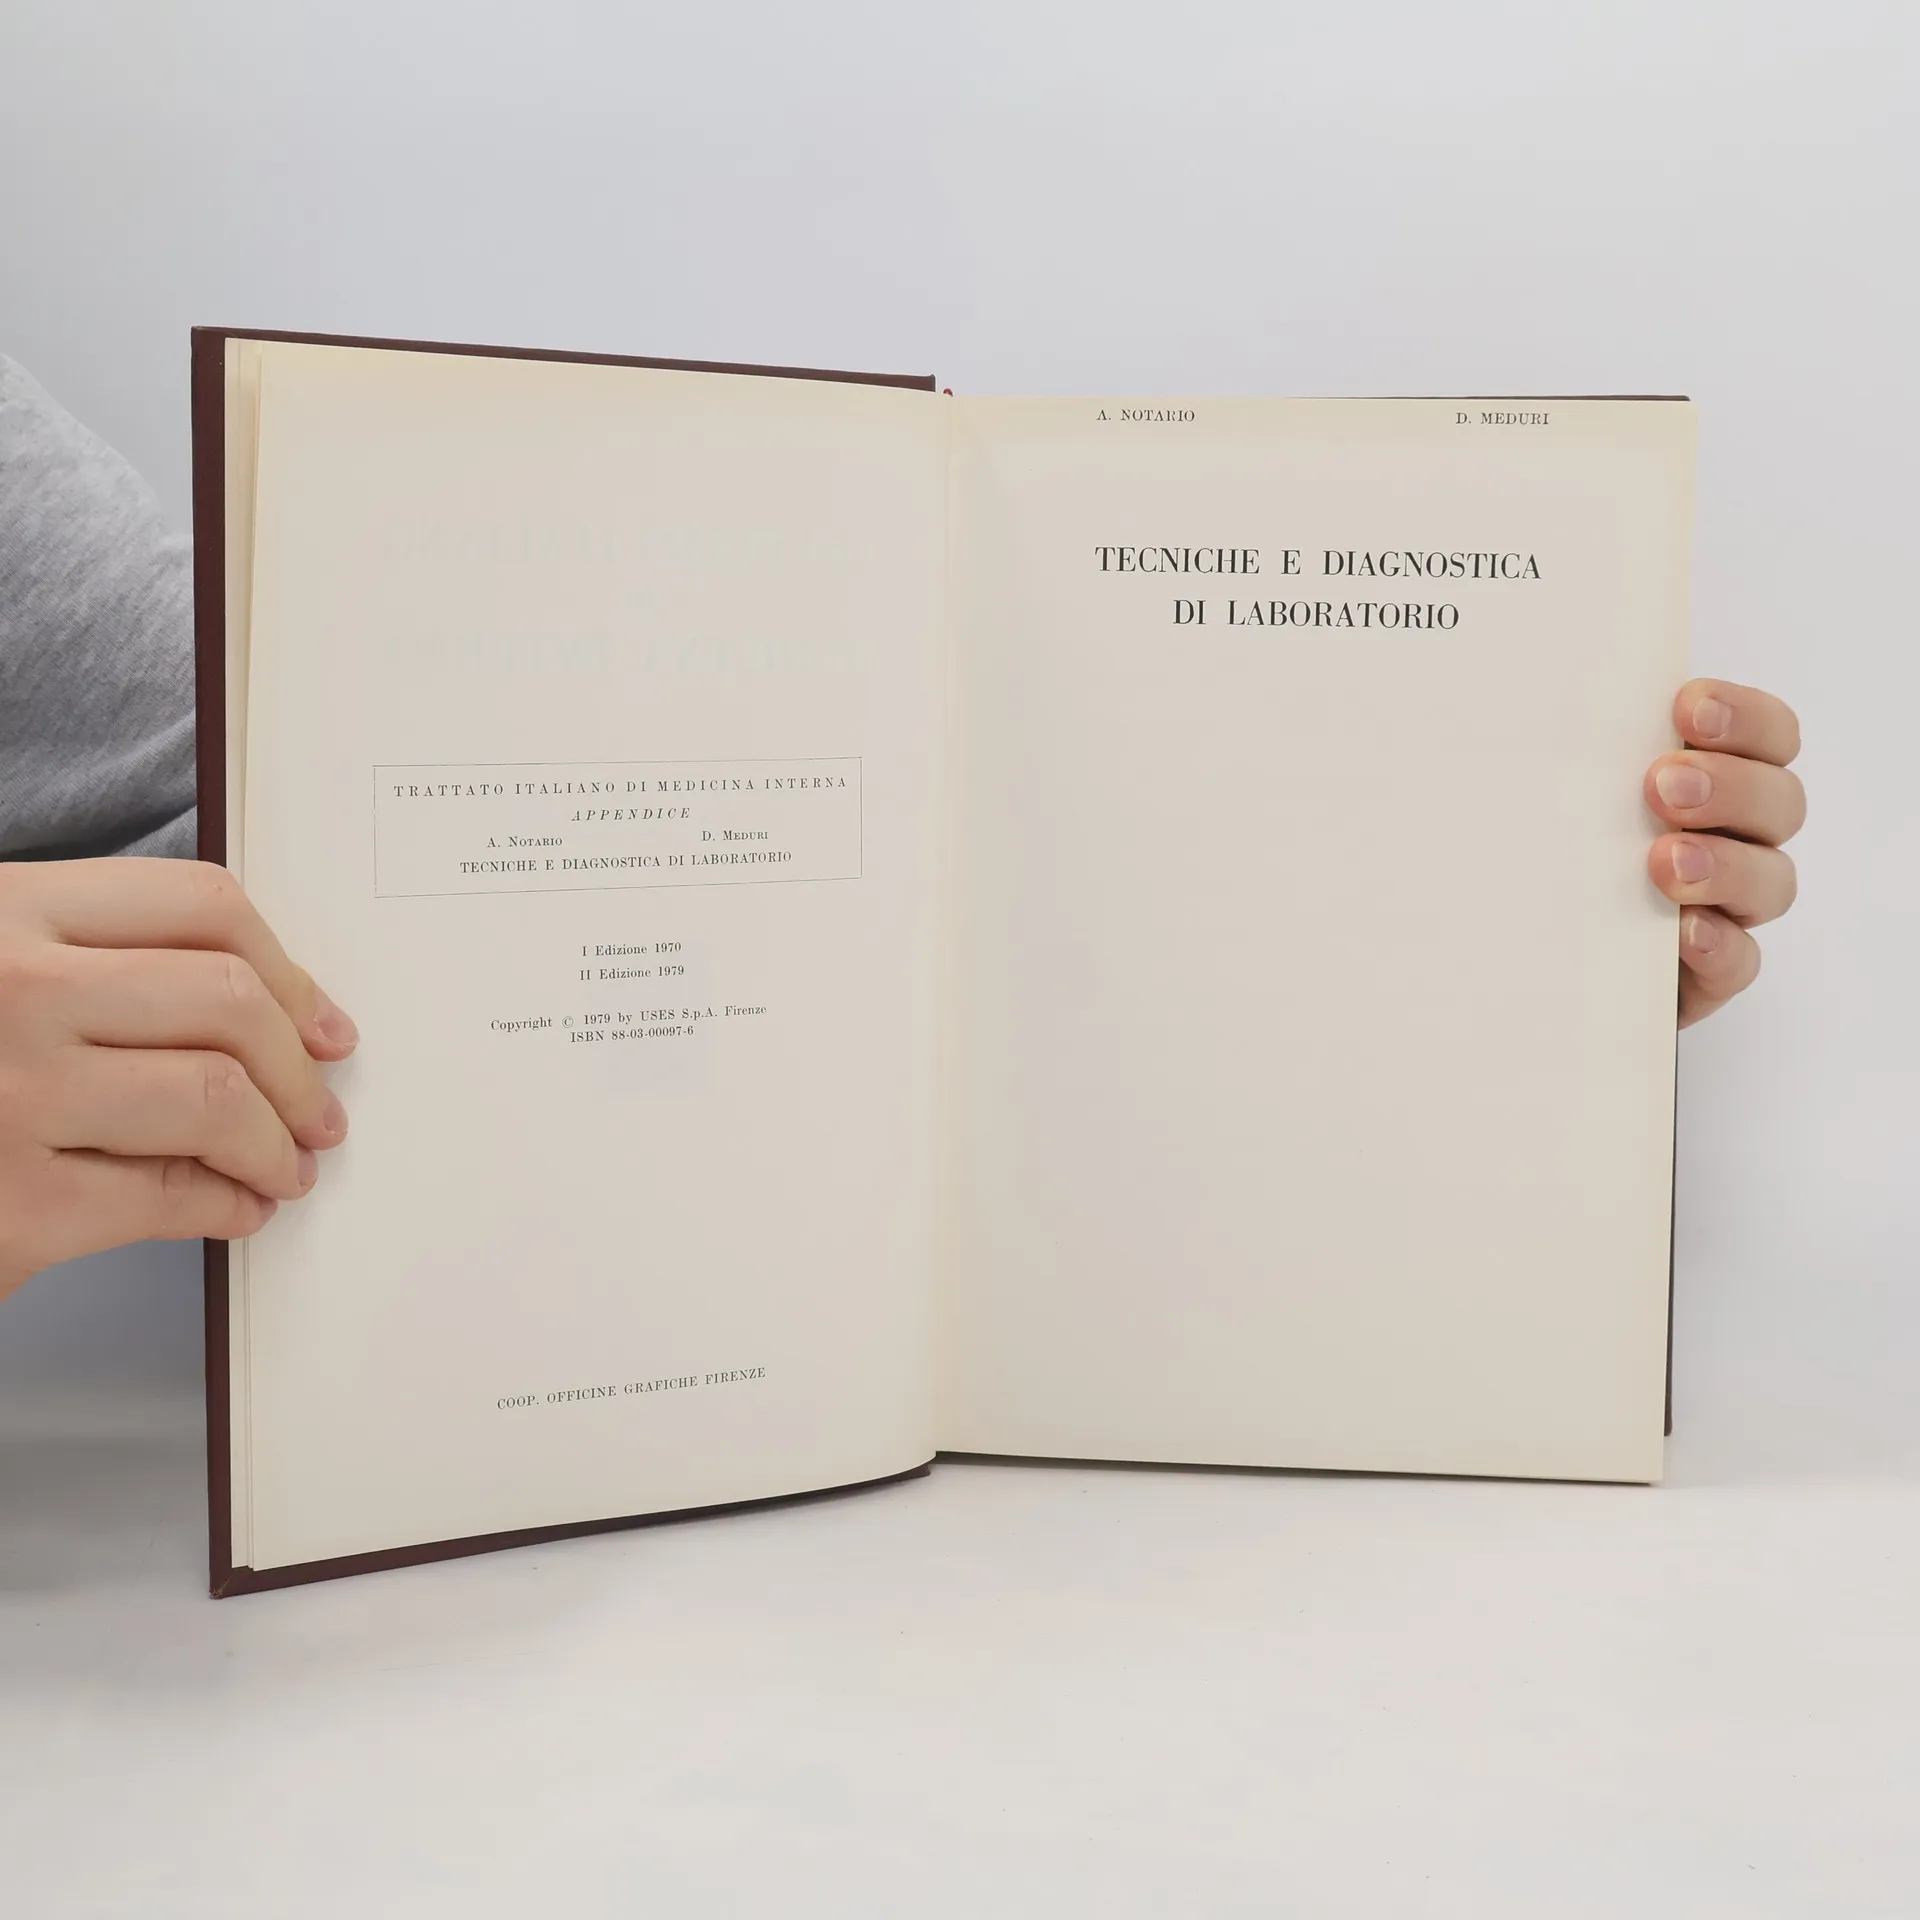 TRATTATO ITALIANO DI MEDICINA INTERNA
APPENDICE
A. NOTARIO D. MEDURI
TECNICHE E DIAGNOSTICA DI LABORATORIO
I Edizione 1970
II Edizione 1979
Copyright © 1979 by USES S.p.A. Firenze
ISBN 88-03-00097-6
COOP. OFFICINE GRAFICHE FIRENZE
A. NOTARIO D. MEDURI
TECNICHE E DIAGNOSTICA
DI LABORATORIO